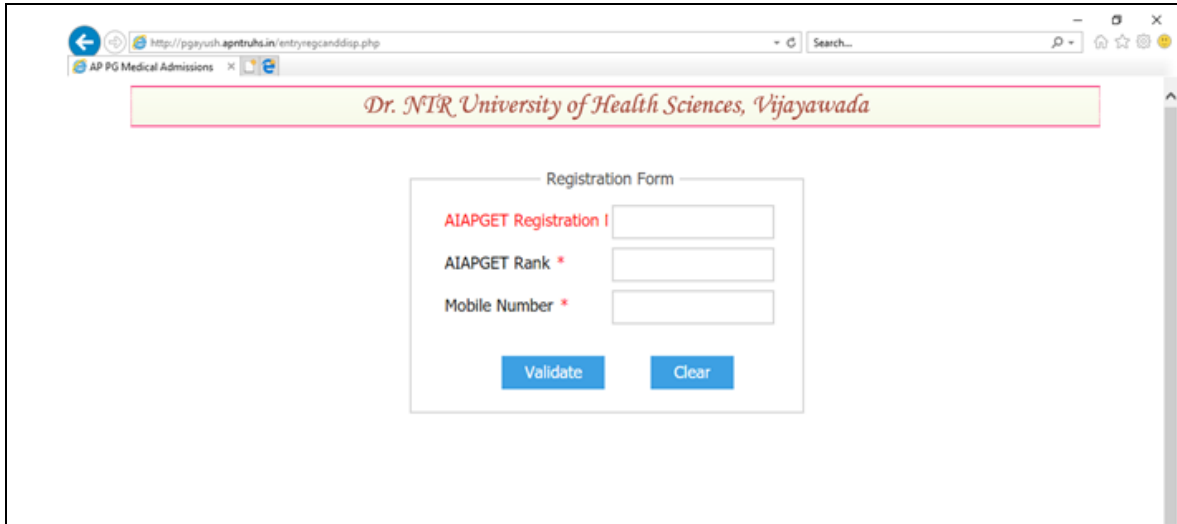 http://pgayush.apntruhs.in/entryregcanddisp.php
Search...
AP PG Medical Admissions
Dr. NTR University of Health Sciences, Vijayawada
Registration Form
AIAPGET Registration
AIAPGET Rank *
Mobile Number *
Validate Clear